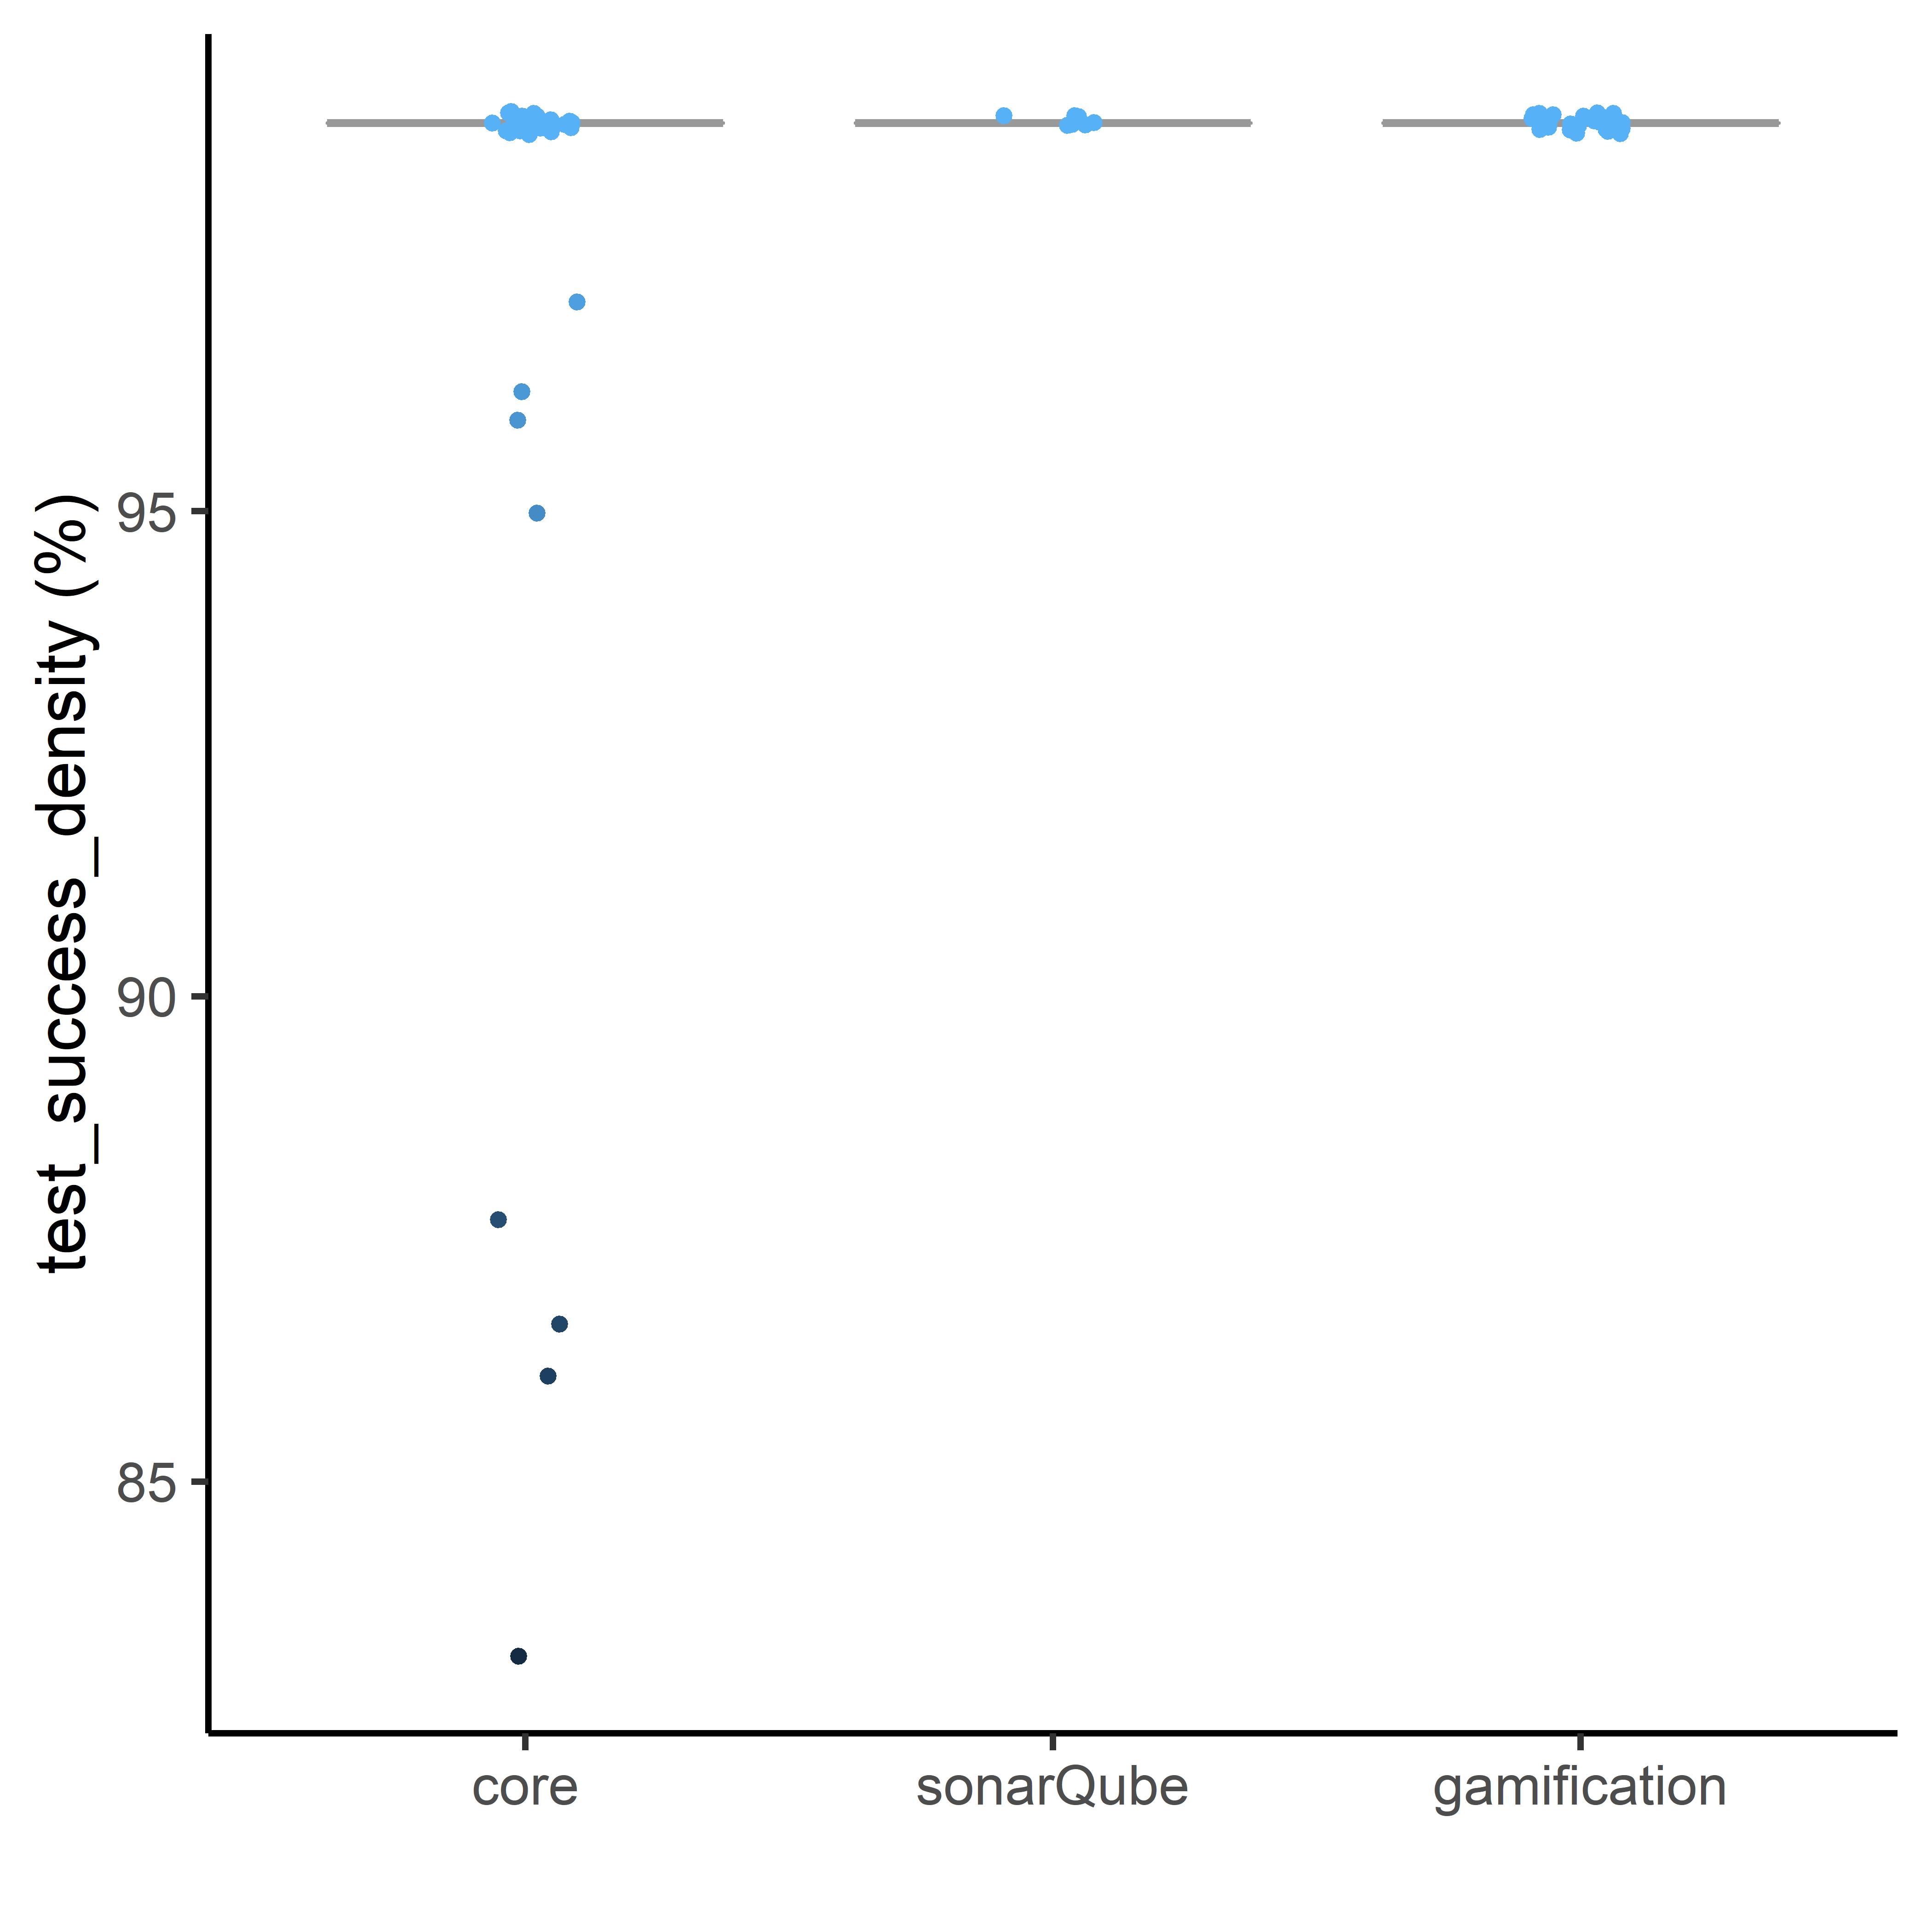 test_success_density (%)
95
90
85
core
sonarQube
gamification